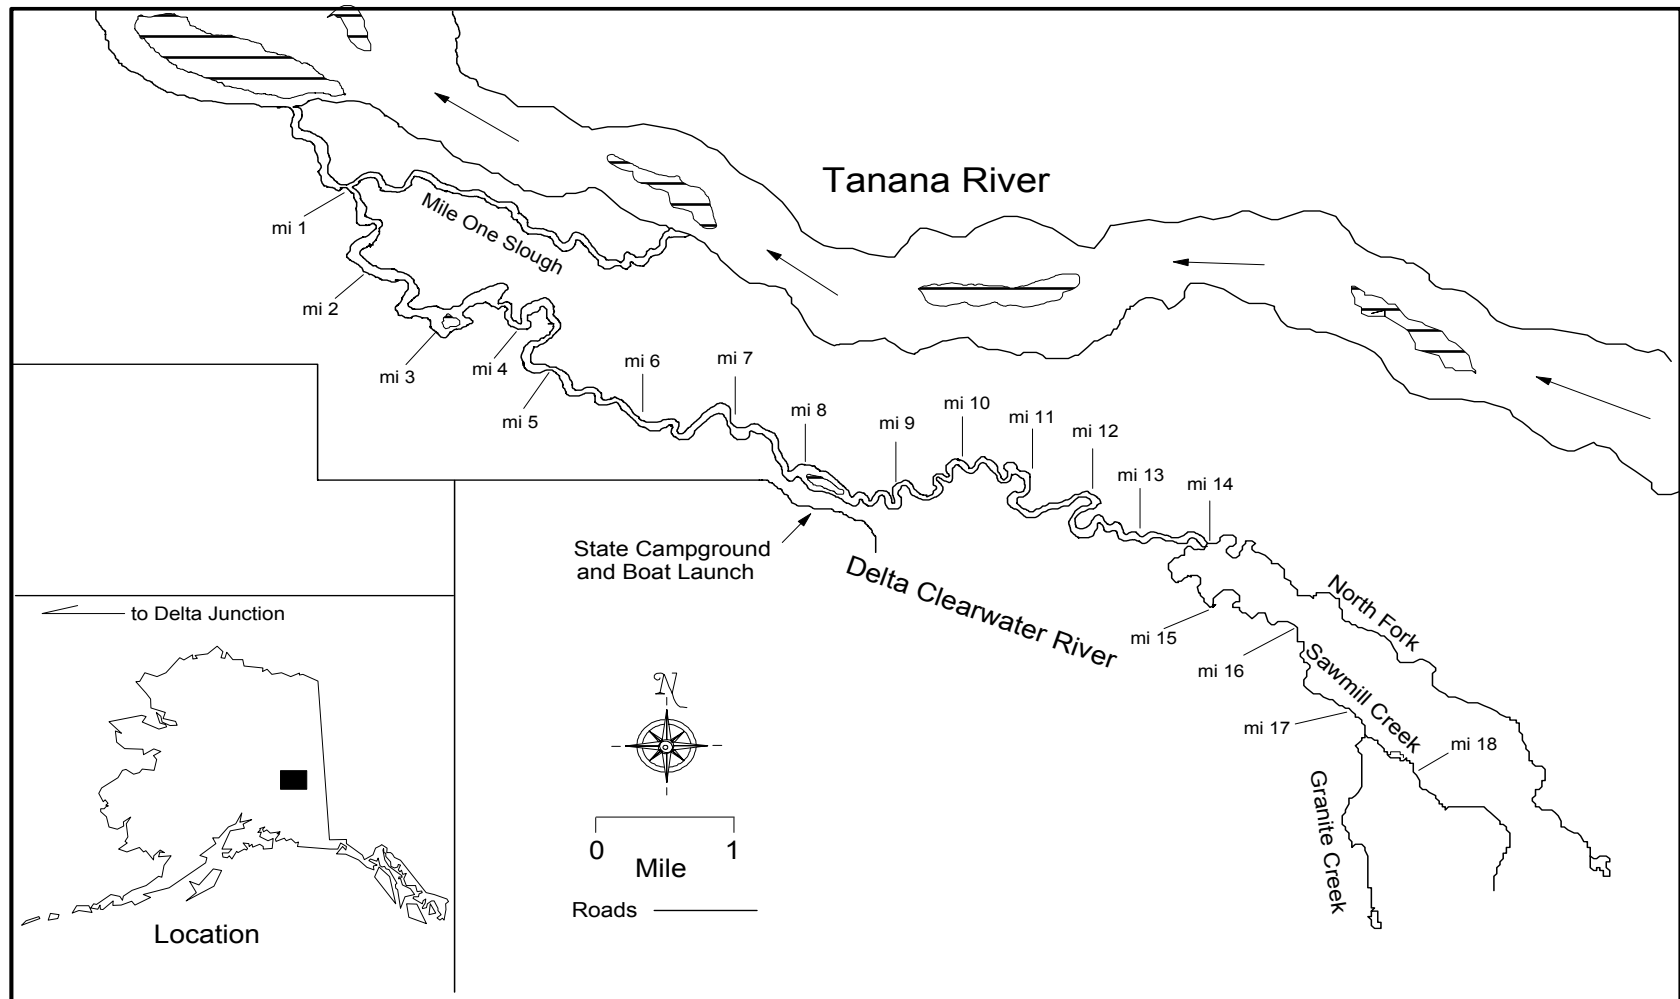 Tanana River
Mile One Slough
mi 1
mi 2
mi 3
mi 4
mi 5
mi 6
mi 7
mi 8
mi 9
mi 10
mi 11
mi 12
mi 13
mi 14
State Campground
and Boat Launch
Delta Clearwater River
North Fork
mi 15
mi 16
Sawmill Creek
mi 17
mi 18
Granite Creek
to Delta Junction
Location
N
0 1
Mile
Roads